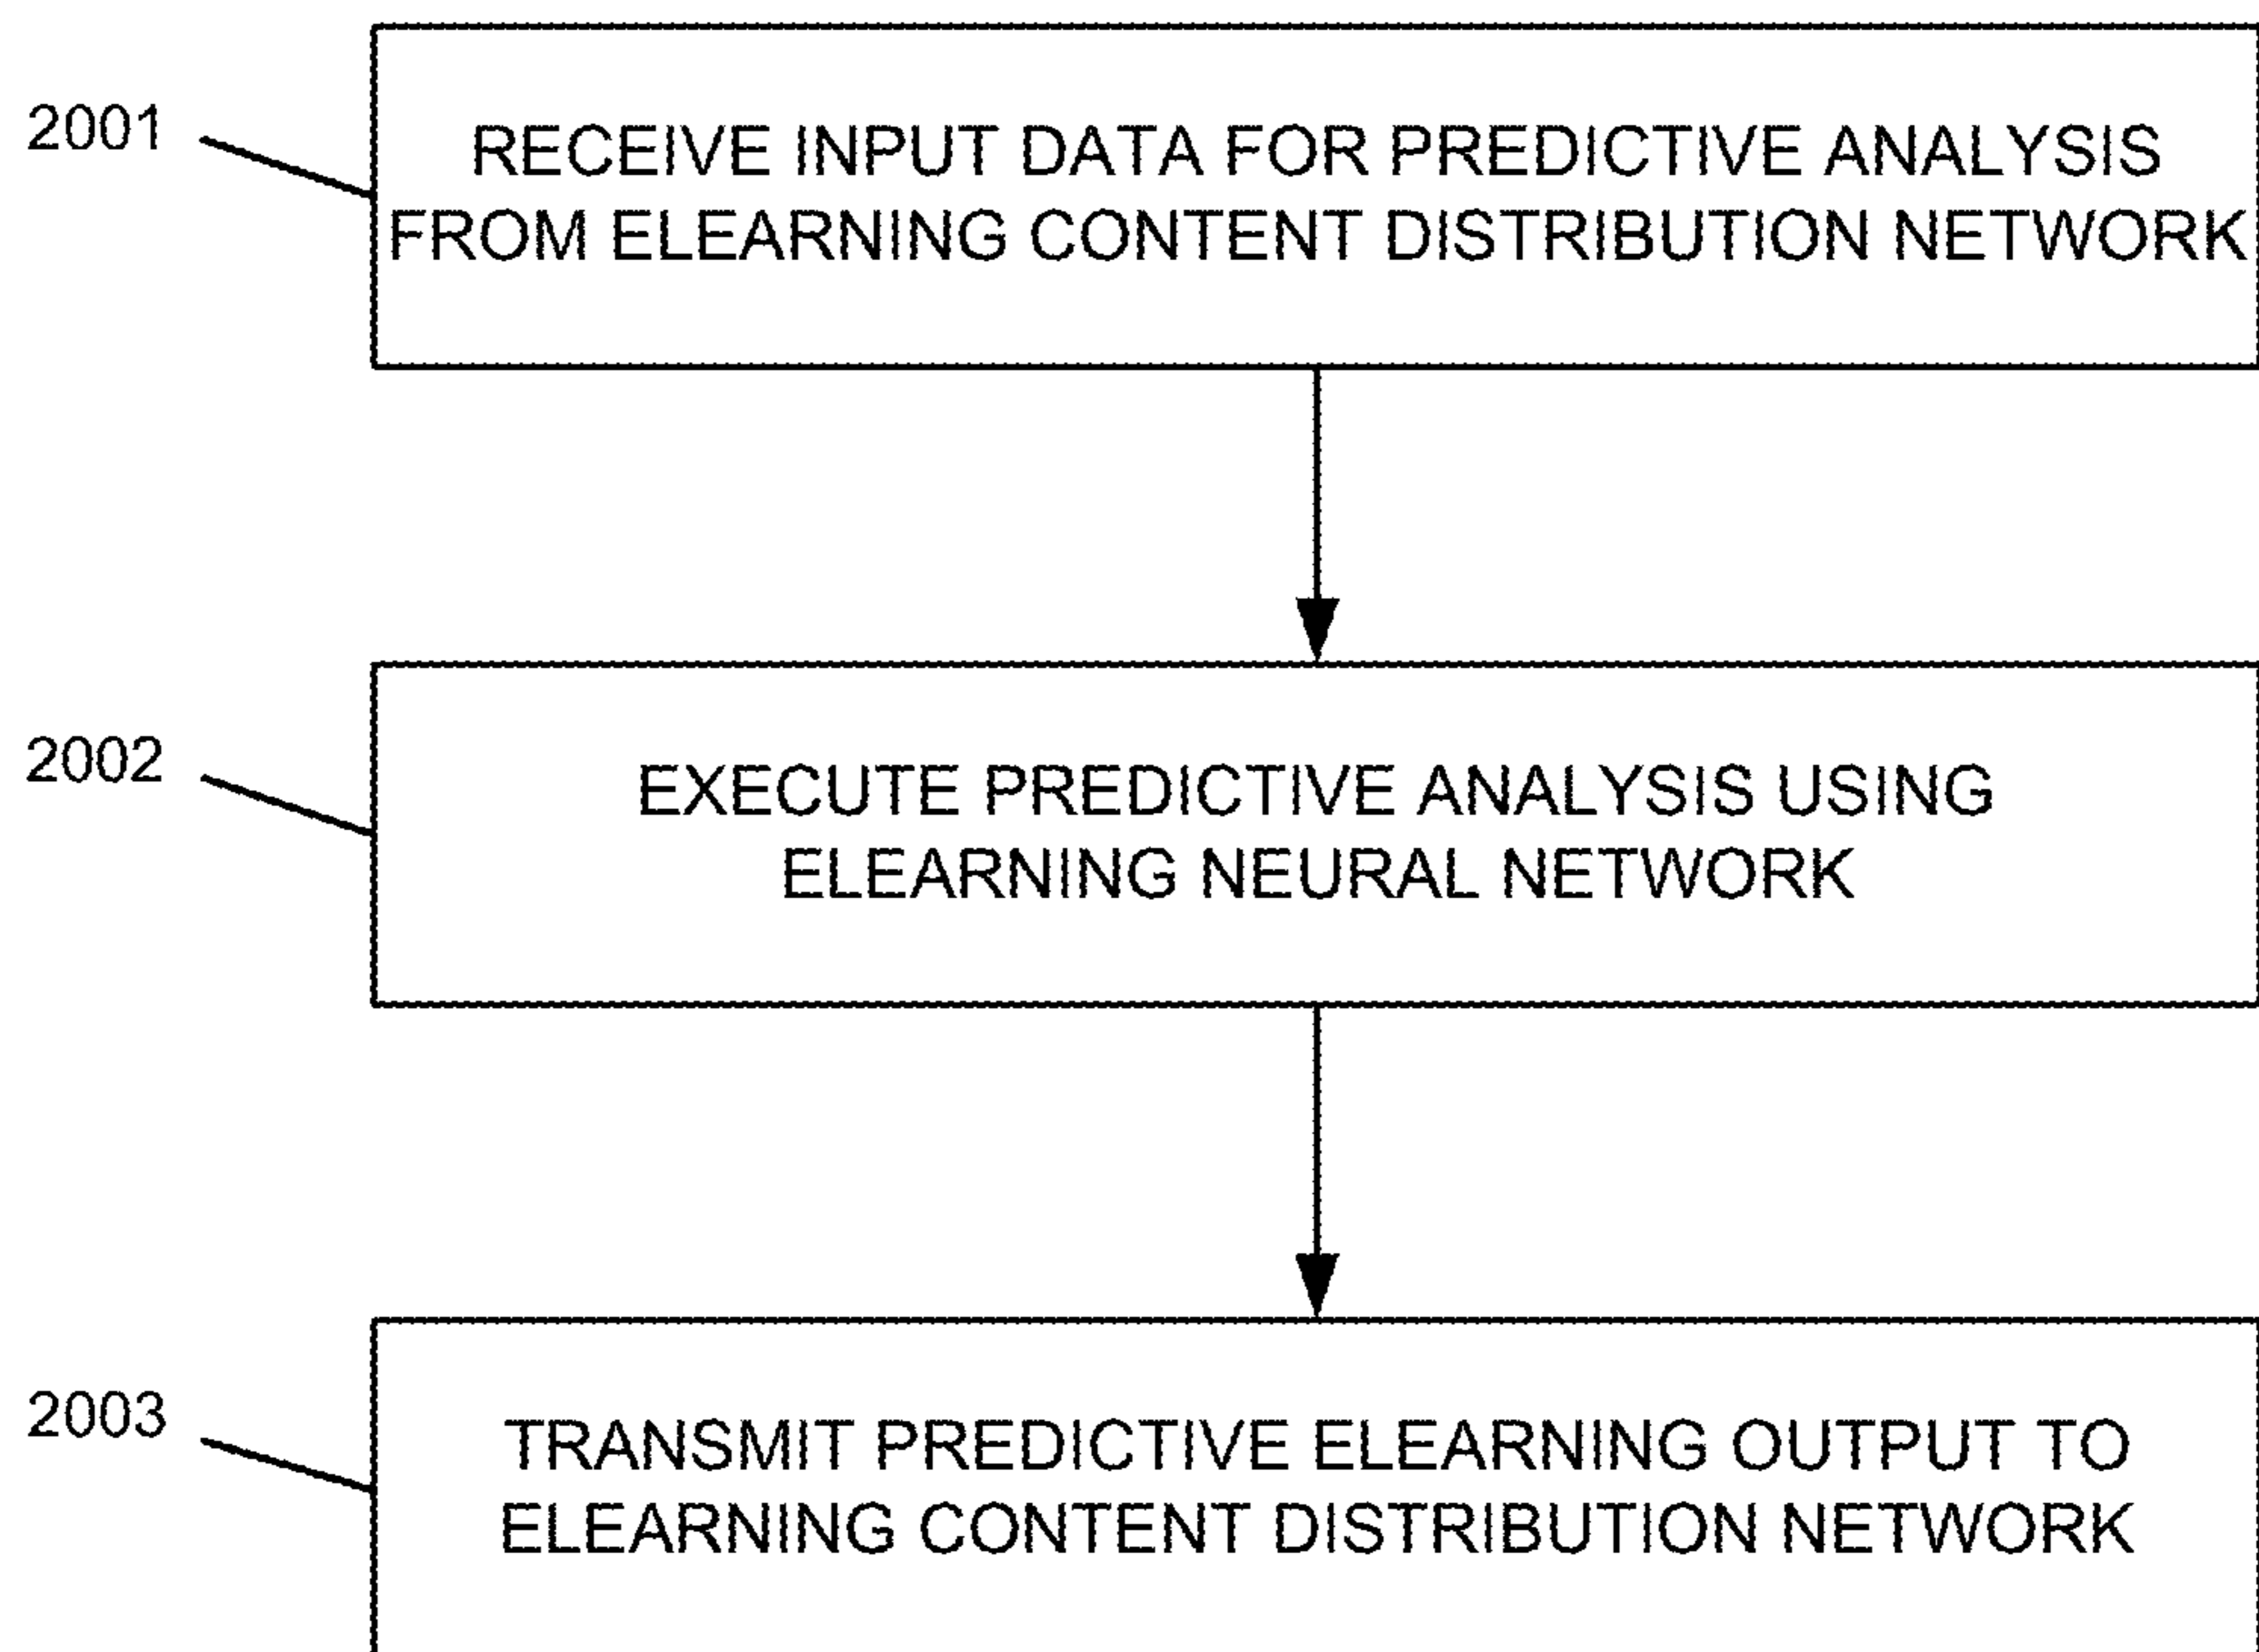 2001
RECEIVE INPUT DATA FOR PREDICTIVE ANALYSIS
FROM ELEARNING CONTENT DISTRIBUTION NETWORK
2002
EXECUTE PREDICTIVE ANALYSIS USING
ELEARNING NEURAL NETWORK
2003
TRANSMIT PREDICTIVE ELEARNING OUTPUT TO
ELEARNING CONTENT DISTRIBUTION NETWORK